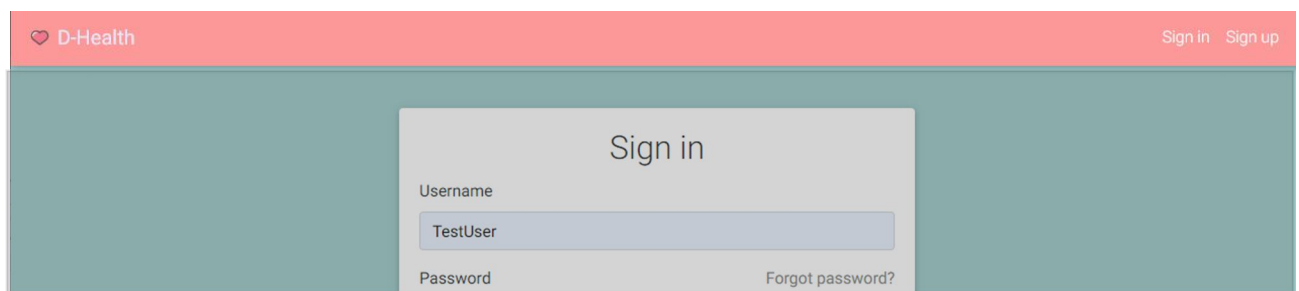 D-Health
Sign in Sign up
Sign in
Username
TestUser
Password Forgot password?